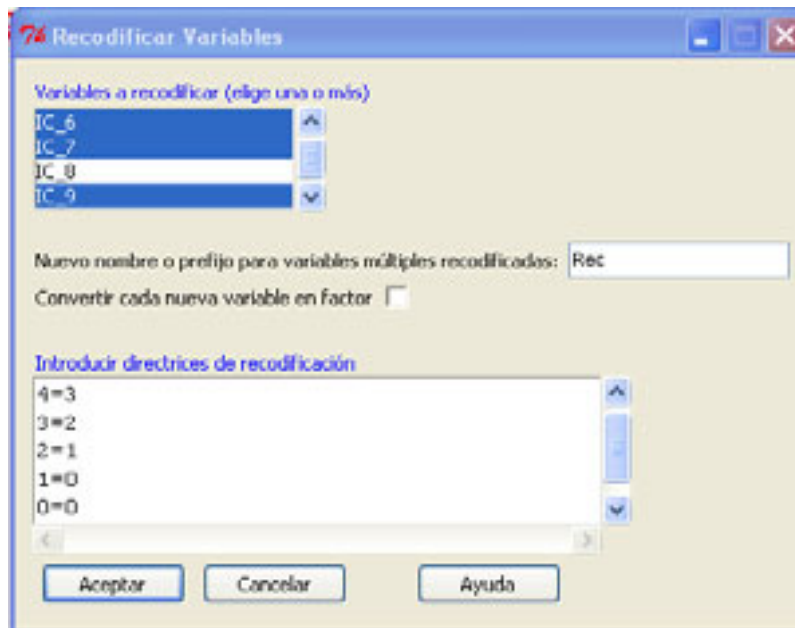 Recodificar Variables
Variables a recodificar (elige una o más)
IC_6
IC_7
IC_8
IC_9
Nuevo nombre o prefijo para variables múltiples recodificadas: Rec
Convertir cada nueva variable en factor
Introducir directrices de recodificación
4=3
3=2
2=1
1=0
0=0
Aceptar Cancelar Ayuda